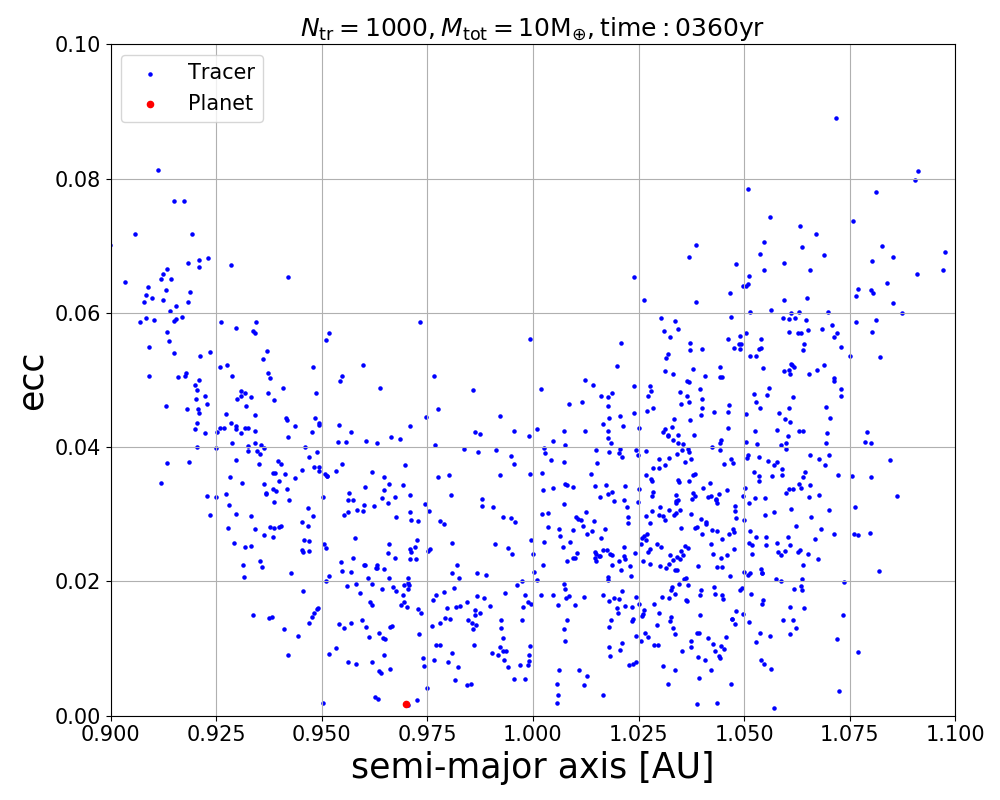 N_tr = 1000, M_tot = 10M_⊕, time : 0360yr
0.10
Tracer
Planet
0.08
0.06
ecc
0.04
0.02
0.00
0.900 0.925 0.950 0.975 1.000 1.025 1.050 1.075 1.100
semi-major axis [AU]